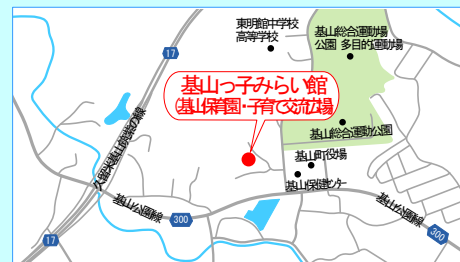 東明館中学校
高等学校
基山総合運動場
公園 多目的運動場
17
基山っ子みらい館
(基山保育園・子育て交流広場)
基山総合運動公園
基山町役場
基山保健センター
基山公園線
300
基山公園線
300
17